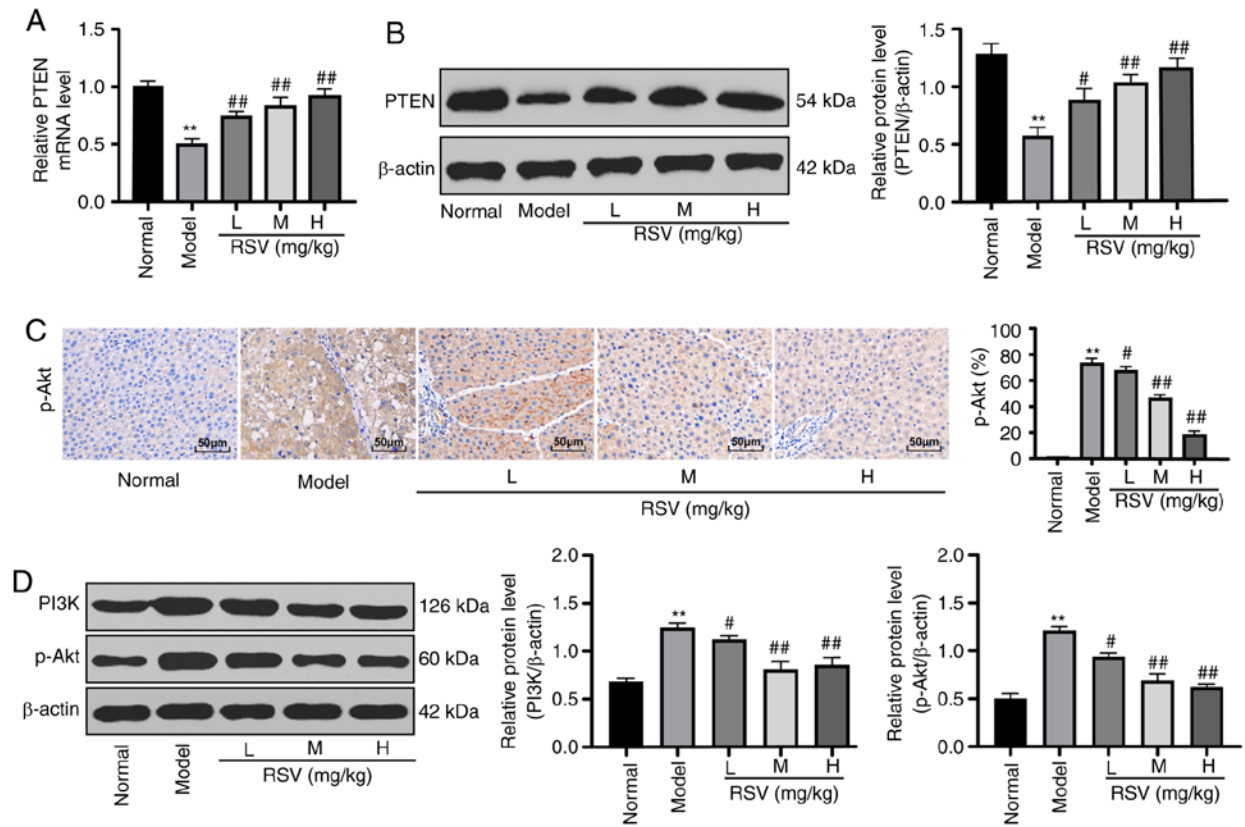 A
Relative PTEN
mRNA level
1.5
1.0
0.5
0.0
**
##
##
##
Normal
Model
L
M
H
RSV (mg/kg)
B
PTEN
54 kDa
β-actin
42 kDa
Normal
Model
L
M
H
RSV (mg/kg)
Relative protein level
(PTEN/β-actin)
1.5
1.0
0.5
0.0
**
#
##
##
Normal
Model
L
M
H
RSV (mg/kg)
C
p-Akt
50μm
50μm
50μm
50μm
50μm
Normal
Model
L
M
H
RSV (mg/kg)
p-Akt (%)
100
80
60
40
20
0
**
#
##
##
Normal
Model
L
M
H
RSV (mg/kg)
D
PI3K
126 kDa
p-Akt
60 kDa
β-actin
42 kDa
Normal
Model
L
M
H
RSV (mg/kg)
Relative protein level
(PI3K/β-actin)
2.0
1.5
1.0
0.5
0.0
**
#
##
##
Normal
Model
L
M
H
RSV (mg/kg)
Relative protein level
(p-Akt/β-actin)
2.0
1.5
1.0
0.5
0.0
**
#
##
##
Normal
Model
L
M
H
RSV (mg/kg)